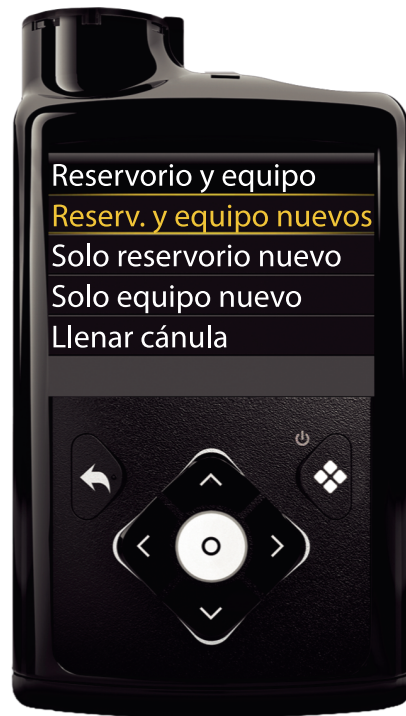 Reservorio y equipo
Reserv. y equipo nuevos
Solo reservorio nuevo
Solo equipo nuevo
Llenar cánula